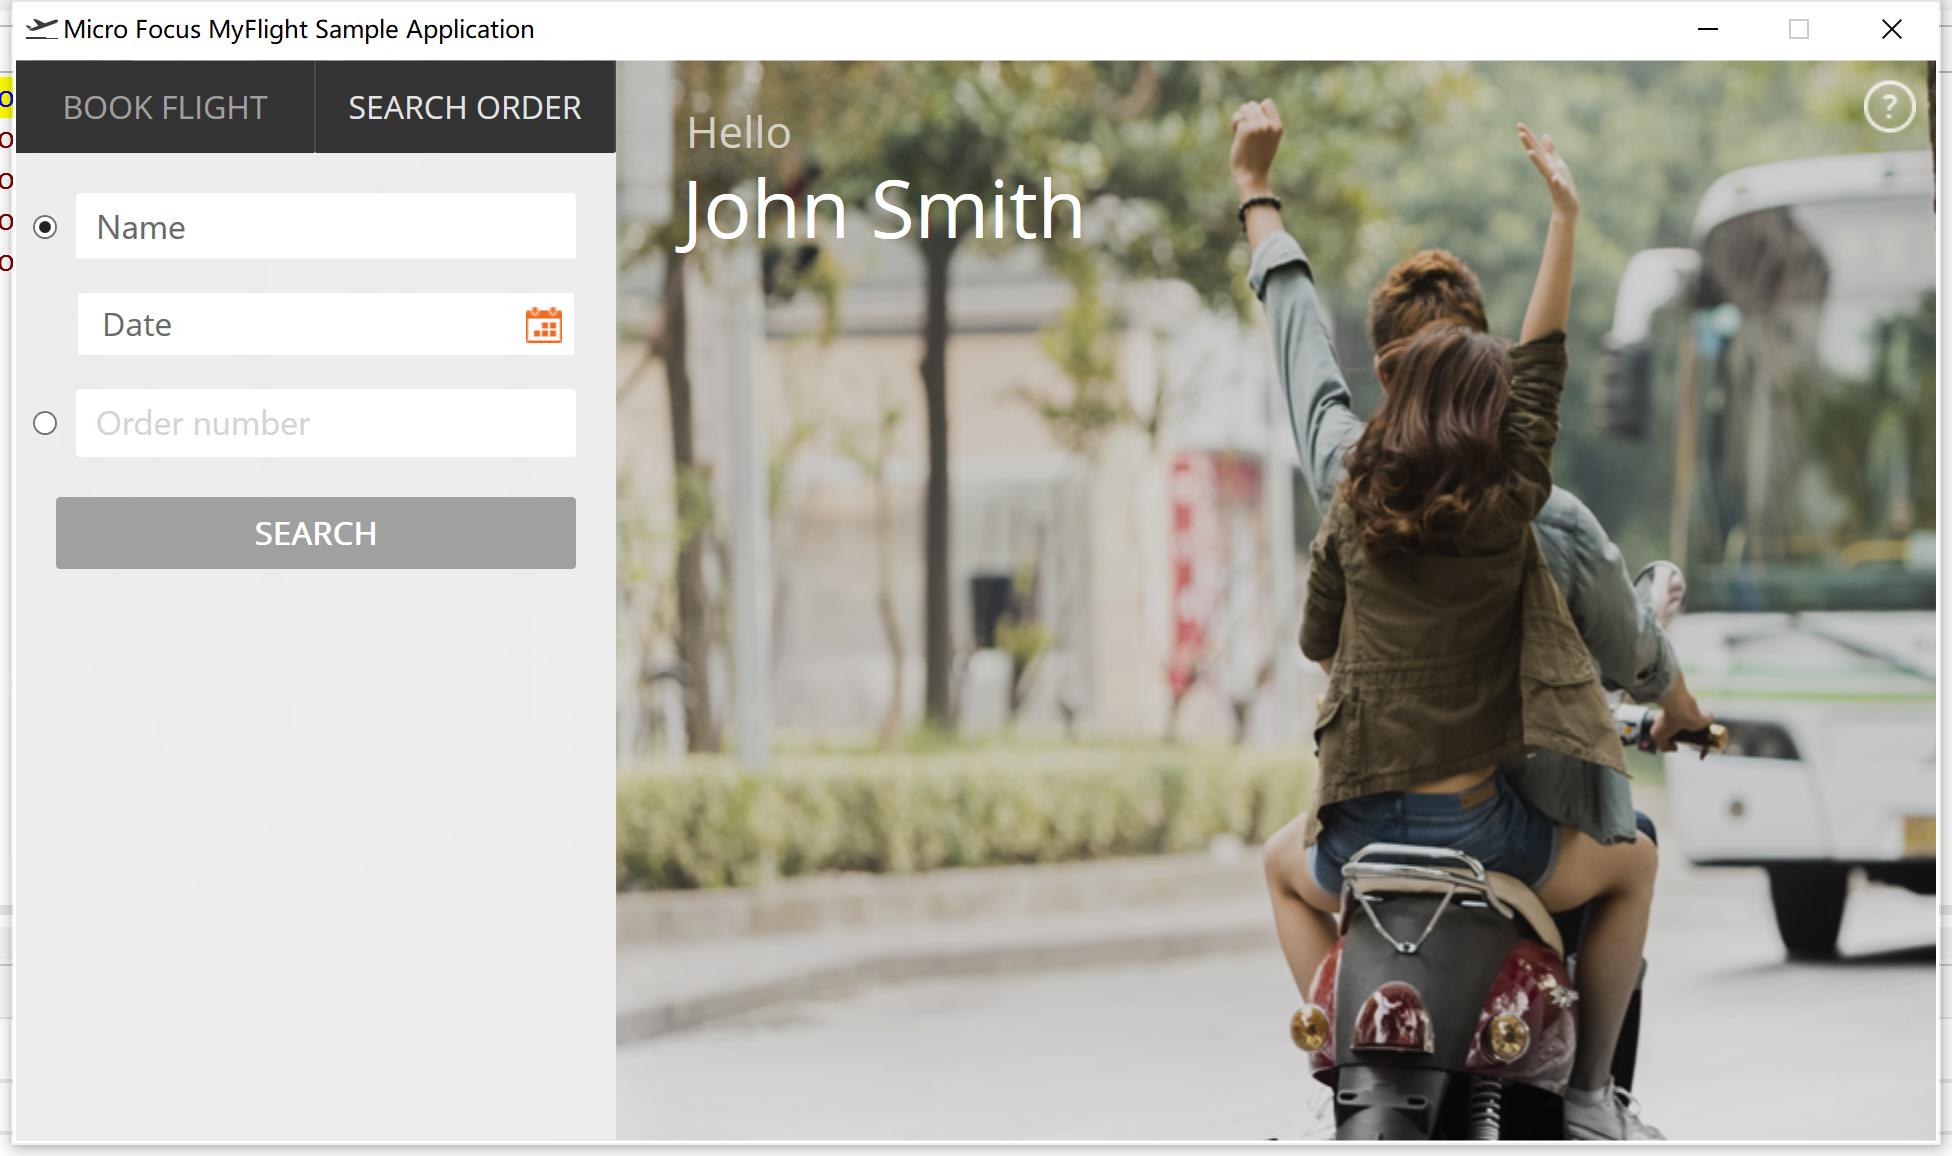 Micro Focus MyFlight Sample Application
BOOK FLIGHT
SEARCH ORDER
Name
Date
Order number
SEARCH
Hello
John Smith
?